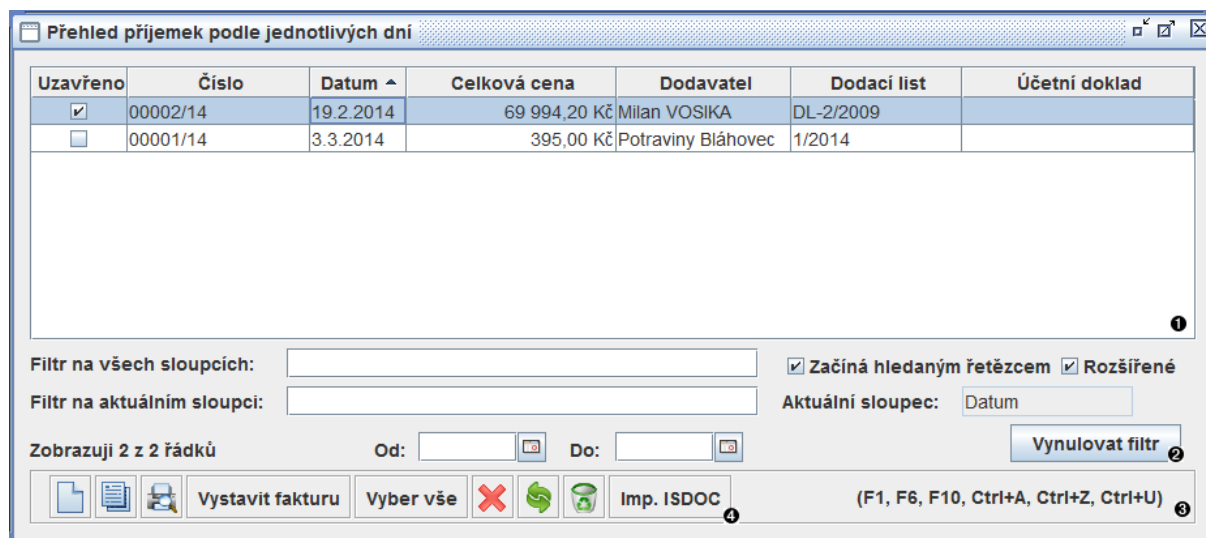 Přehled příjemek podle jednotlivých dní
Uzavřeno Číslo Datum Celková cena Dodavatel Dodací list Účetní doklad
00002/14 19.2.2014 69 994,20 Kč Milan VOSIKA DL-2/2009
00001/14 3.3.2014 395,00 Kč Potraviny Bláhovec 1/2014
1
Filtr na všech sloupcích: Začíná hledaným řetězcem Rozšířené
Filtr na aktuálním sloupci: Aktuální sloupec: Datum
Zobrazuji 2 z 2 řádků Od: Do: Vynulovat filtr 2
Vystavit fakturu Vyber vše Imp. ISDOC 4 (F1, F6, F10, Ctrl+A, Ctrl+Z, Ctrl+U) 3